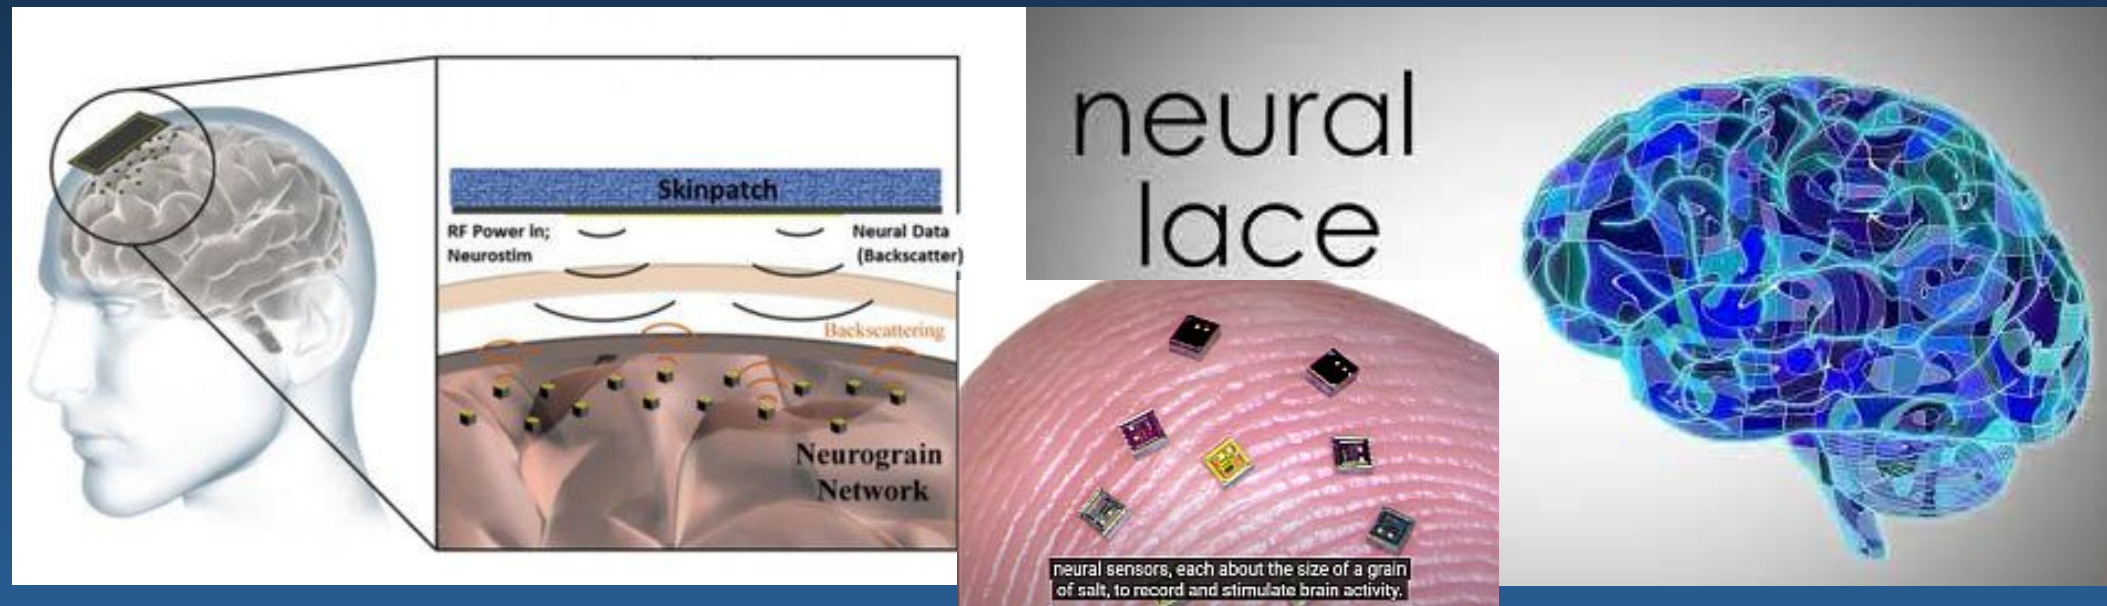 Skinpatch
RF Power in;
Neurostim
Neural Data
(Backscatter)
Backscattering
Neurograin
Network
neural
lace
neural sensors, each about the size of a grain
of salt, to record and stimulate brain activity.